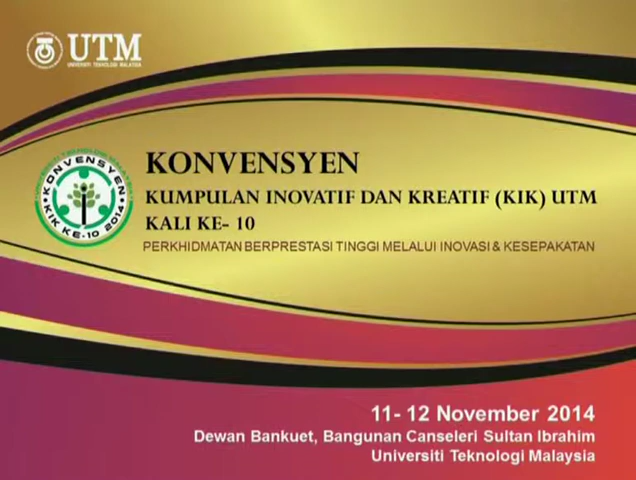 UTM
UNIVERSITI TEKNOLOGI MALAYSIA
KONVENSYEN
KIK KE-10 2014
KONVENSYEN
KUMPULAN INOVATIF DAN KREATIF (KIK) UTM
KALI KE- 10
PERKHIDMATAN BERPRESTASI TINGGI MELALUI INOVASI & KESEPAKATAN
11- 12 November 2014
Dewan Bankuet, Bangunan Canseleri Sultan Ibrahim
Universiti Teknologi Malaysia